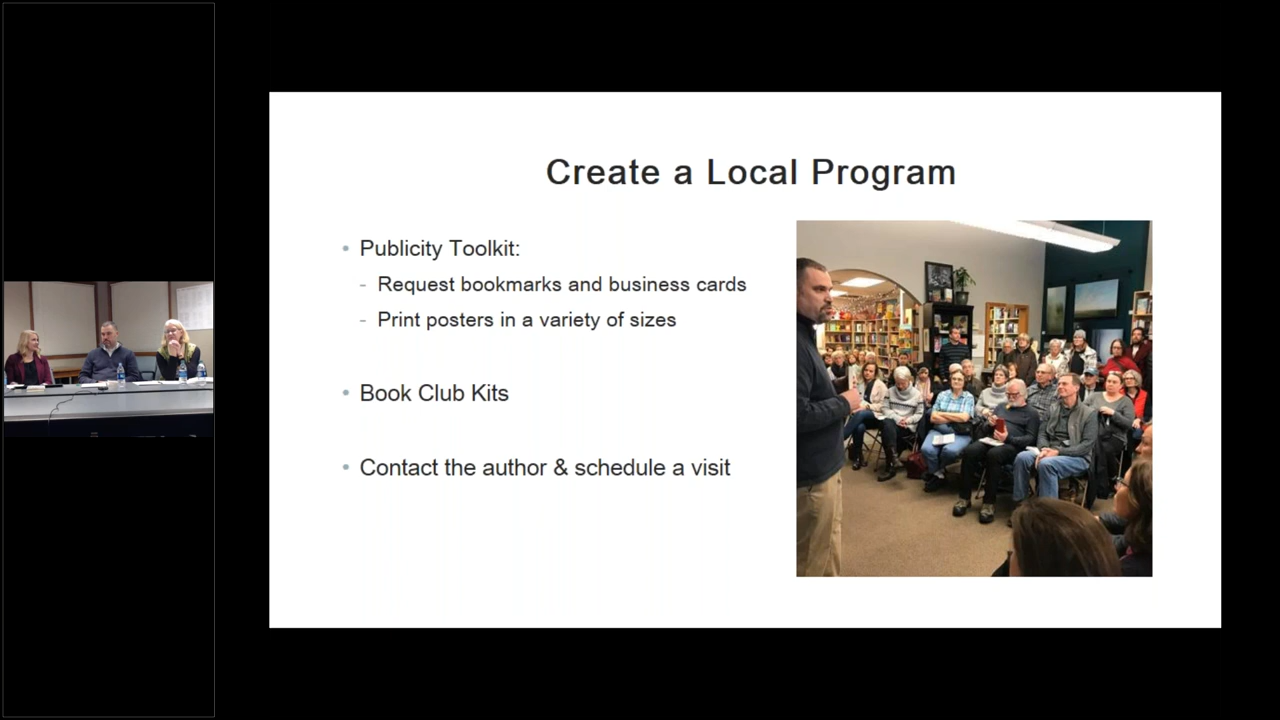 Create a Local Program
• Publicity Toolkit:
- Request bookmarks and business cards
- Print posters in a variety of sizes
• Book Club Kits
• Contact the author & schedule a visit